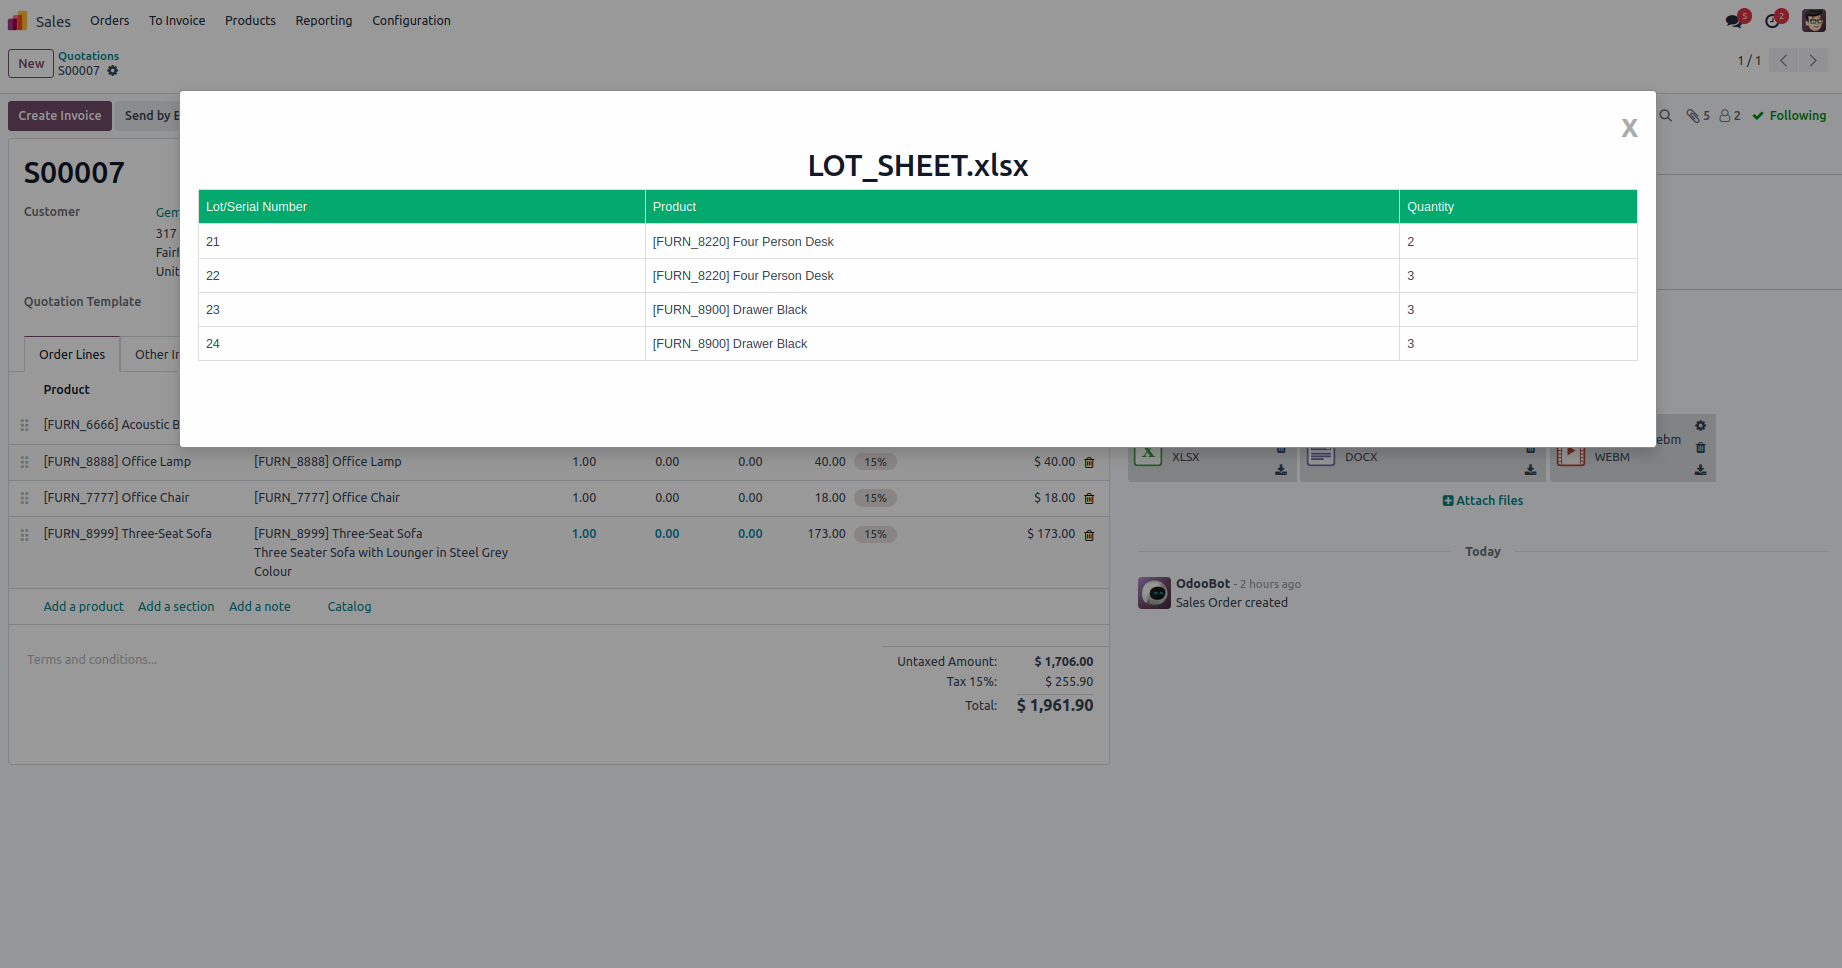 Sales Orders To Invoice Products Reporting Configuration 5 2
New Quotations
S00007
1 / 1
Create Invoice Send by E 5 2 Following
X
LOT_SHEET.xlsx
Lot/Serial Number Product Quantity
21 [FURN_8220] Four Person Desk 2
22 [FURN_8220] Four Person Desk 3
23 [FURN_8900] Drawer Black 3
24 [FURN_8900] Drawer Black 3
S00007
Customer Gem
317
Fairf
Unit
Quotation Template
Order Lines Other In
Product
[FURN_6666] Acoustic B
[FURN_8888] Office Lamp [FURN_8888] Office Lamp 1.00 0.00 0.00 40.00 15% $ 40.00
[FURN_7777] Office Chair [FURN_7777] Office Chair 1.00 0.00 0.00 18.00 15% $ 18.00
[FURN_8999] Three-Seat Sofa [FURN_8999] Three-Seat Sofa 1.00 0.00 0.00 173.00 15% $ 173.00
Three Seater Sofa with Lounger in Steel Grey
Colour
Add a product Add a section Add a note Catalog
Terms and conditions...
Untaxed Amount: $ 1,706.00
Tax 15%: $ 255.90
Total: $ 1,961.90
ebm
X XLSX DOCX WEBM
Attach files
Today
OdooBot - 2 hours ago
Sales Order created